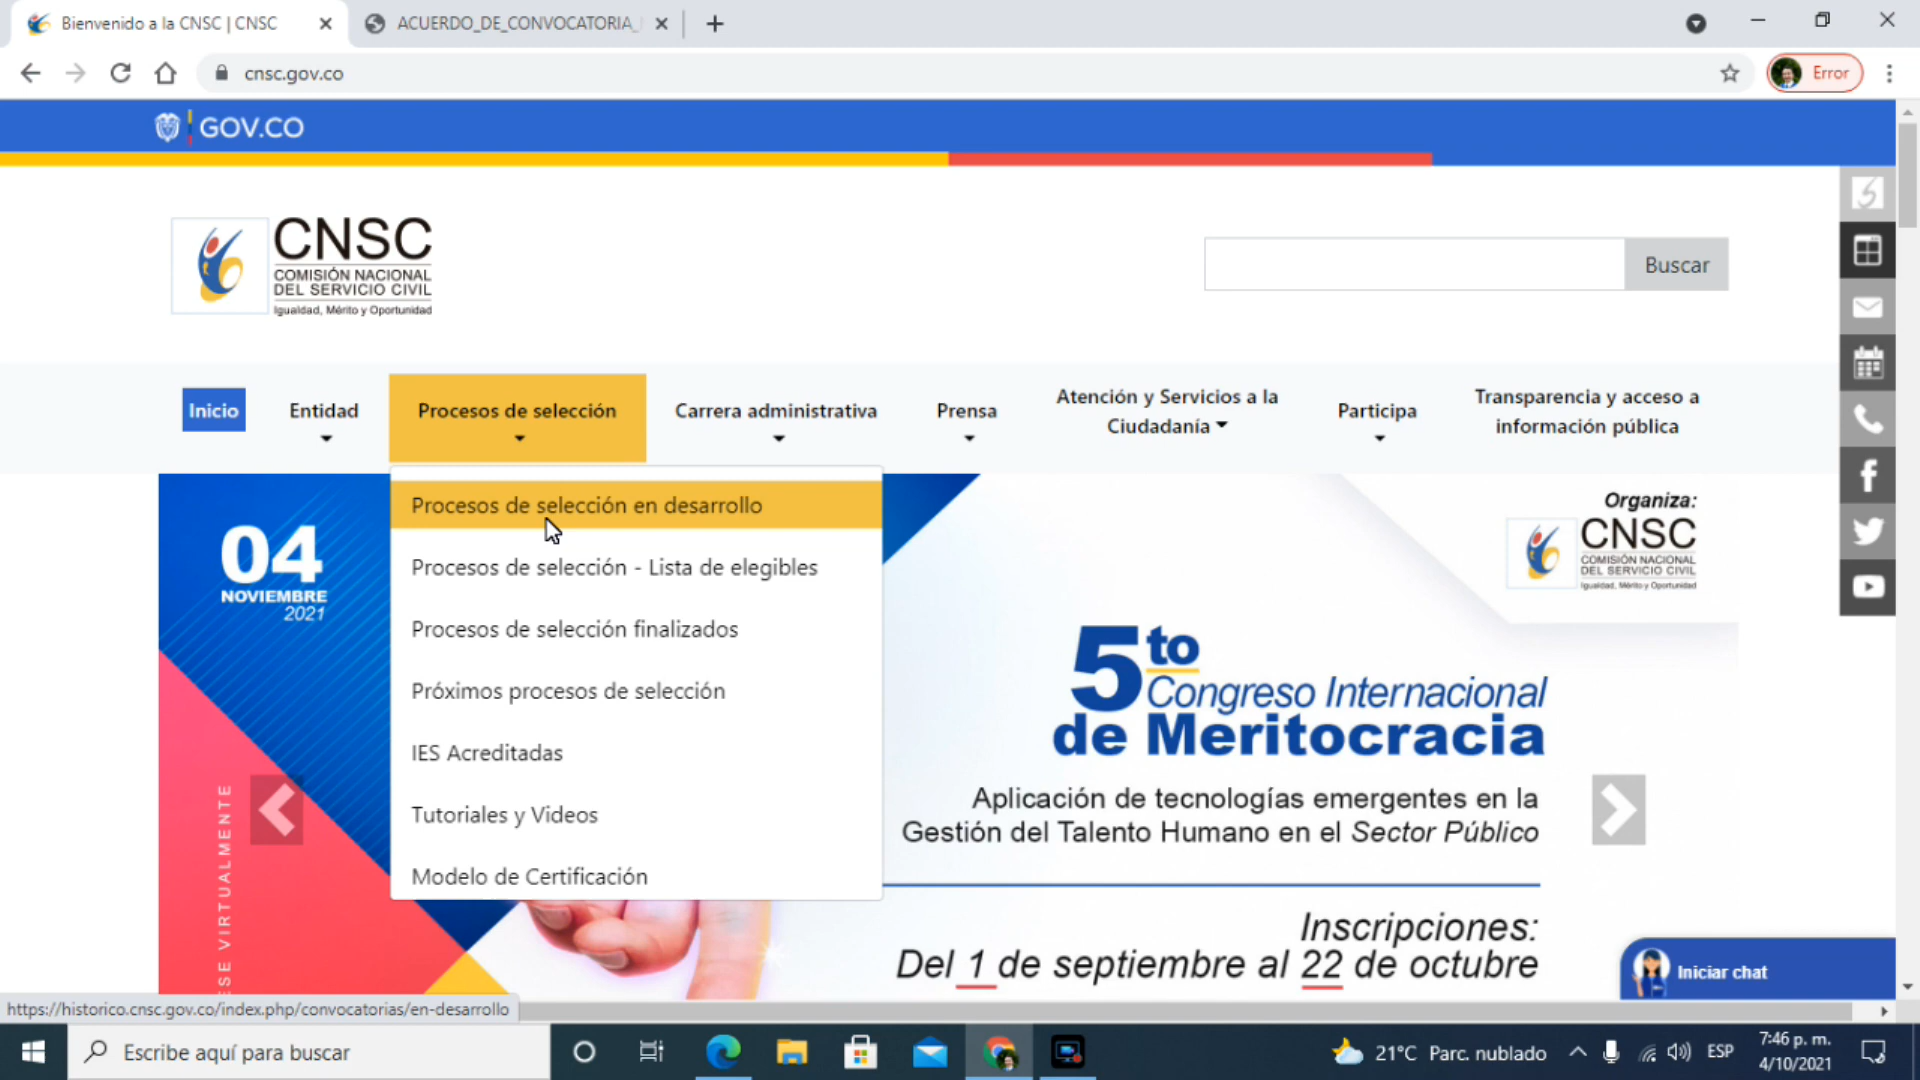 Bienvenido a la CNSC | CNSC
ACUERDO_DE_CONVOCATORIA_
cnsc.gov.co
Error
GOV.CO
CNSC
COMISIÓN NACIONAL
DEL SERVICIO CIVIL
Igualdad, Mérito y Oportunidad
Buscar
Inicio
Entidad
Procesos de selección
Carrera administrativa
Prensa
Atención y Servicios a la
Ciudadanía
Participa
Transparencia y acceso a
información pública
Procesos de selección en desarrollo
Procesos de selección - Lista de elegibles
Procesos de selección finalizados
Próximos procesos de selección
IES Acreditadas
Tutoriales y Videos
Modelo de Certificación
04
NOVIEMBRE
2021
ESE VIRTUALMENTE
Organiza:
CNSC
COMISIÓN NACIONAL
DEL SERVICIO CIVIL
Igualdad, Mérito y Oportunidad
5to
Congreso Internacional
de Meritocracia
Aplicación de tecnologías emergentes en la
Gestión del Talento Humano en el Sector Público
Inscripciones:
Del 1 de septiembre al 22 de octubre
Iniciar chat
https://historico.cnsc.gov.co/index.php/convocatorias/en-desarrollo
Escribe aquí para buscar
21°C Parc. nublado
ESP
7:46 p. m.
4/10/2021